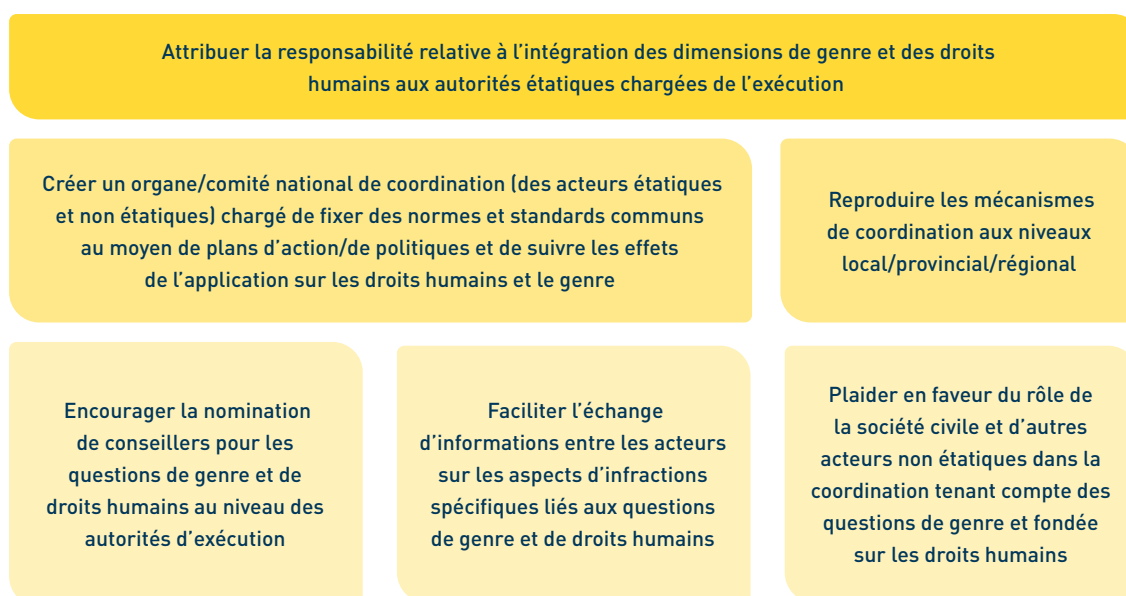 Attribuer la responsabilité relative à l’intégration des dimensions de genre et des droits
humains aux autorités étatiques chargées de l’exécution
Créer un organe/comité national de coordination (des acteurs étatiques
et non étatiques) chargé de fixer des normes et standards communs
au moyen de plans d’action/de politiques et de suivre les effets
de l’application sur les droits humains et le genre
Reproduire les mécanismes
de coordination aux niveaux
local/provincial/régional
Encourager la nomination
de conseillers pour les
questions de genre et de
droits humains au niveau des
autorités d’exécution
Faciliter l’échange
d’informations entre les acteurs
sur les aspects d’infractions
spécifiques liés aux questions
de genre et de droits humains
Plaider en faveur du rôle de
la société civile et d’autres
acteurs non étatiques dans la
coordination tenant compte des
questions de genre et fondée
sur les droits humains